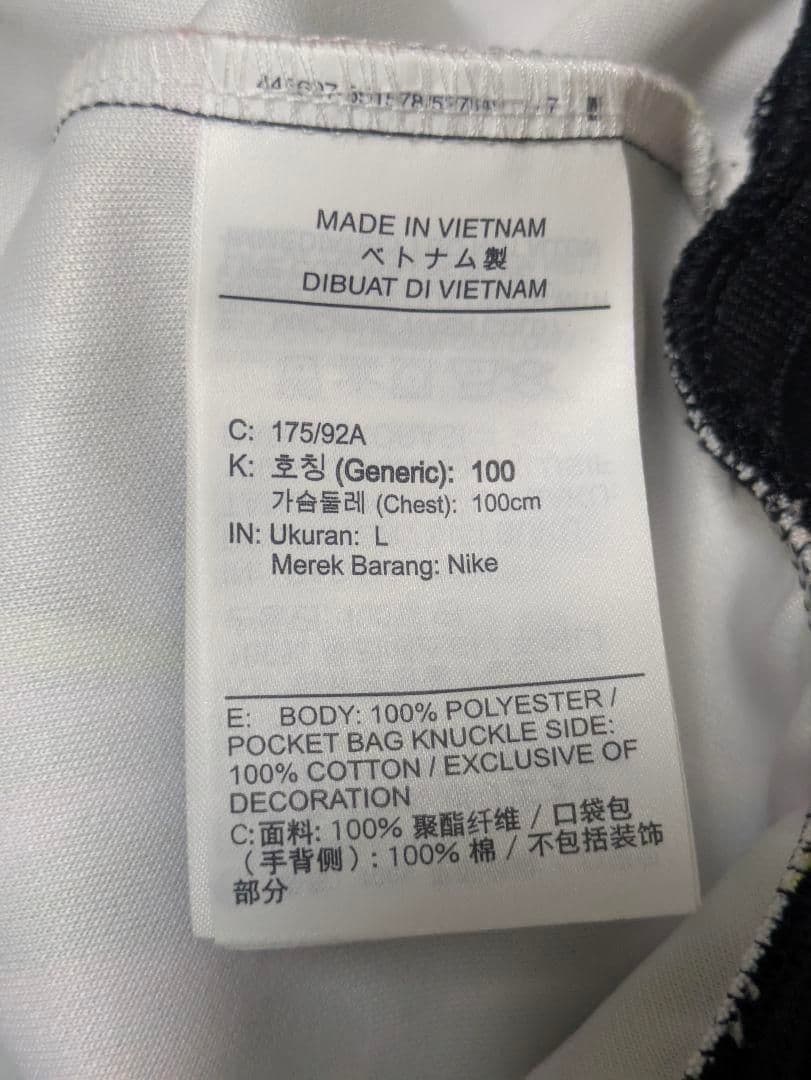 MADE IN VIETNAM
ベトナム製
DIBUAT DI VIETNAM
C: 175/92A
K: 호칭 (Generic): 100
가슴둘레 (Chest): 100cm
IN: Ukuran: L
Merek Barang: Nike
E: BODY: 100% POLYESTER /
POCKET BAG KNUCKLE SIDE:
100% COTTON / EXCLUSIVE OF
DECORATION
C:面料: 100% 聚酯纤维 / 口袋包
（手背侧）: 100% 棉 / 不包括装饰
部分